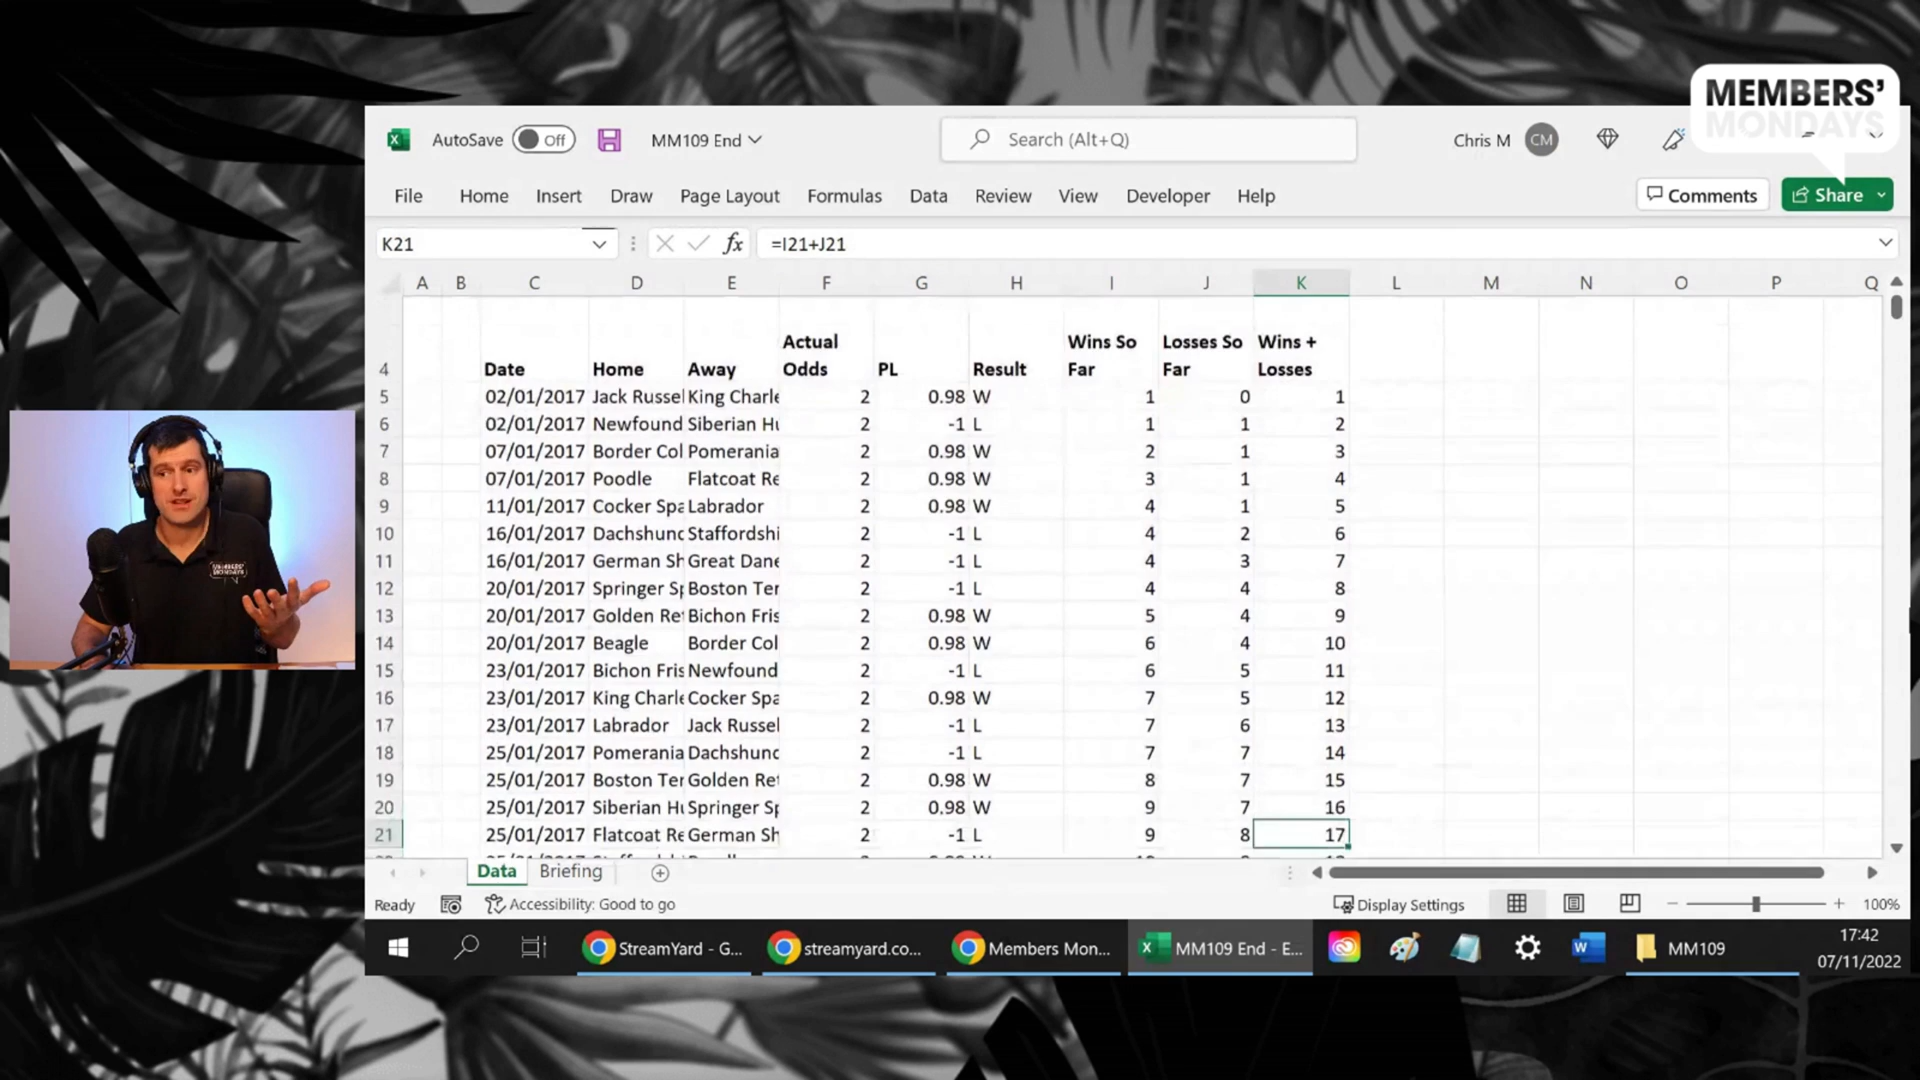 MEMBERS'
MONDAYS
AutoSave Off MM109 End Search (Alt+Q) Chris M CM
File Home Insert Draw Page Layout Formulas Data Review View Developer Help Comments Share
K21 fx =I21+J21
A B C D E F G H I J K L M N O P Q
Actual Wins So Losses So Wins +
4 Date Home Away Odds PL Result Far Far Losses
5 02/01/2017 Jack Russel King Charle 2 0.98 W 1 0 1
6 02/01/2017 Newfound Siberian Hu 2 -1 L 1 1 2
7 07/01/2017 Border Col Pomerania 2 0.98 W 2 1 3
8 07/01/2017 Poodle Flatcoat Re 2 0.98 W 3 1 4
9 11/01/2017 Cocker Spa Labrador 2 0.98 W 4 1 5
10 16/01/2017 Dachshund Staffordshi 2 -1 L 4 2 6
11 16/01/2017 German Sh Great Dane 2 -1 L 4 3 7
12 20/01/2017 Springer Sp Boston Ter 2 -1 L 4 4 8
13 20/01/2017 Golden Ret Bichon Fris 2 0.98 W 5 4 9
14 20/01/2017 Beagle Border Col 2 0.98 W 6 4 10
15 23/01/2017 Bichon Fris Newfound 2 -1 L 6 5 11
16 23/01/2017 King Charle Cocker Spa 2 0.98 W 7 5 12
17 23/01/2017 Labrador Jack Russel 2 -1 L 7 6 13
18 25/01/2017 Pomerania Dachshund 2 -1 L 7 7 14
19 25/01/2017 Boston Ter Golden Ret 2 0.98 W 8 7 15
20 25/01/2017 Siberian Hu Springer Sp 2 0.98 W 9 7 16
21 25/01/2017 Flatcoat Re German Sh 2 -1 L 9 8 17
Data Briefing
Ready Accessibility: Good to go Display Settings 100%
StreamYard - G... streamyard.co... Members Mon... MM109 End - E... MM109 17:42
07/11/2022
MEMBERS'
MONDAYS